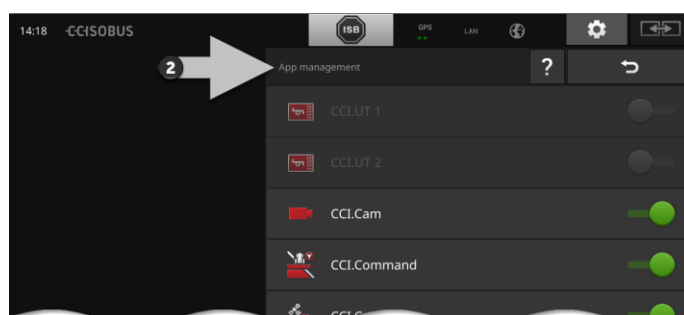 14:18 CCISOBUS ISB GPS LAN
2 App management ?
CCI.UT 1
CCI.UT 2
CCI.Cam
CCI.Command